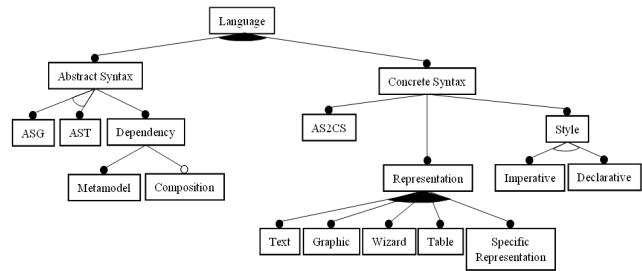 Language
Abstract Syntax
Concrete Syntax
ASG
AST
Dependency
AS2CS
Style
Metamodel
Composition
Representation
Imperative
Declarative
Text
Graphic
Wizard
Table
Specific
Representation